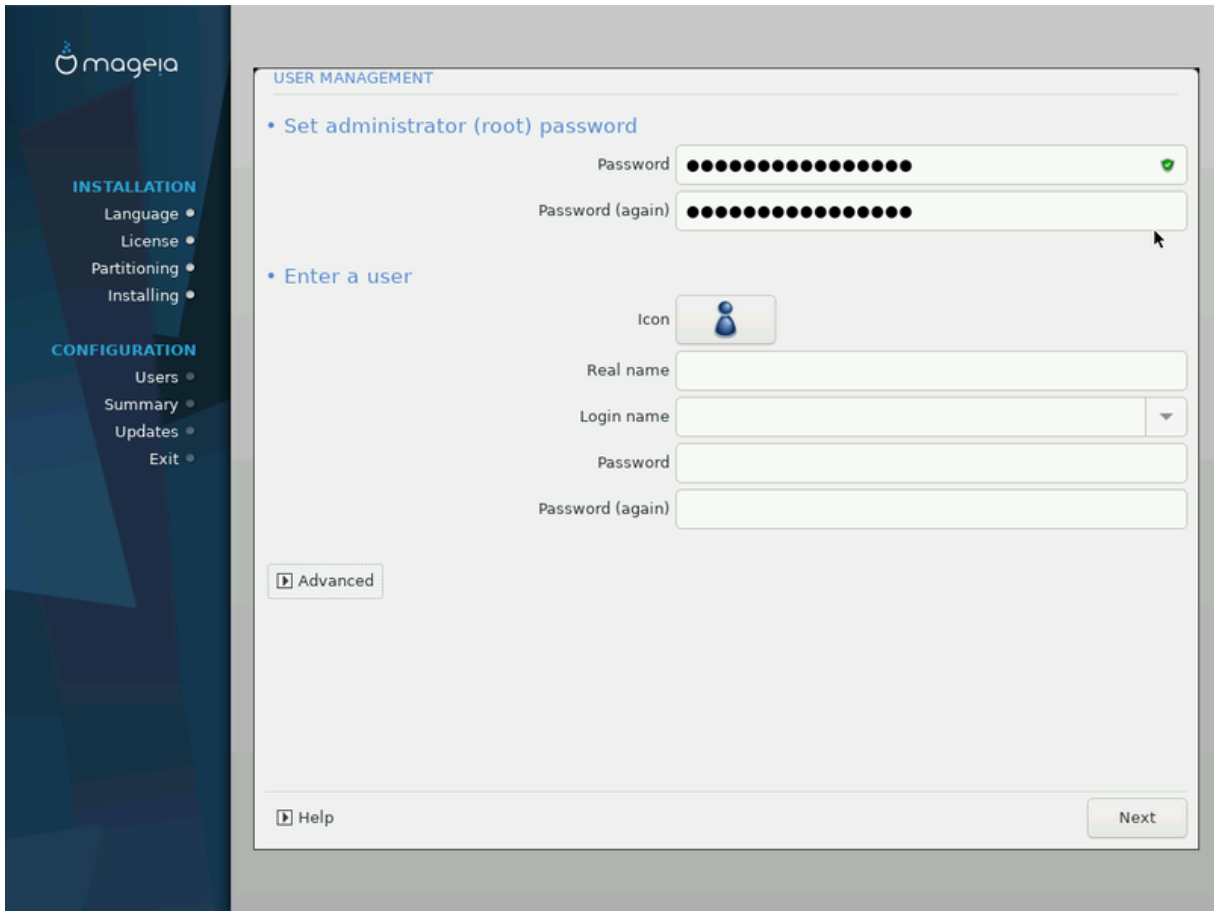 mageia
INSTALLATION
Language
License
Partitioning
Installing
CONFIGURATION
Users
Summary
Updates
Exit
USER MANAGEMENT
• Set administrator (root) password
Password ●●●●●●●●●●●●●●●●
Password (again) ●●●●●●●●●●●●●●●●
• Enter a user
Icon
Real name
Login name
Password
Password (again)
Advanced
Help
Next